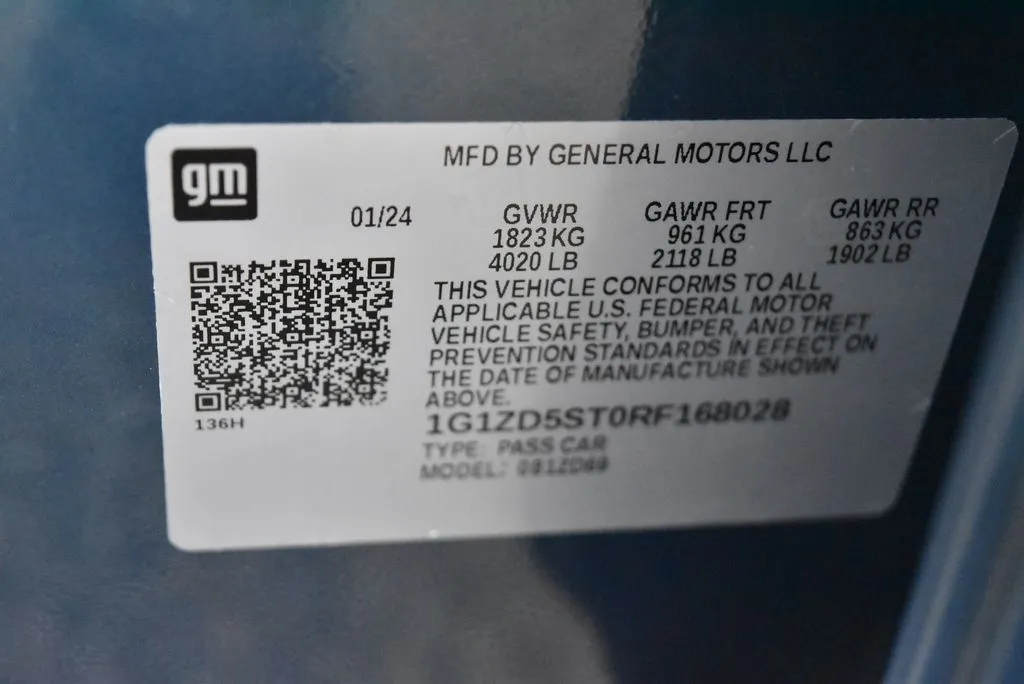 gm
MFD BY GENERAL MOTORS LLC
01/24
GVWR GAWR FRT GAWR RR
1823 KG 961 KG 863 KG
4020 LB 2118 LB 1902 LB
THIS VEHICLE CONFORMS TO ALL
APPLICABLE U.S. FEDERAL MOTOR
VEHICLE SAFETY, BUMPER, AND THEFT
PREVENTION STANDARDS IN EFFECT ON
THE DATE OF MANUFACTURE SHOWN
ABOVE.
136H
1G1ZD5ST0RF168028
TYPE: PASS CAR
MODEL: